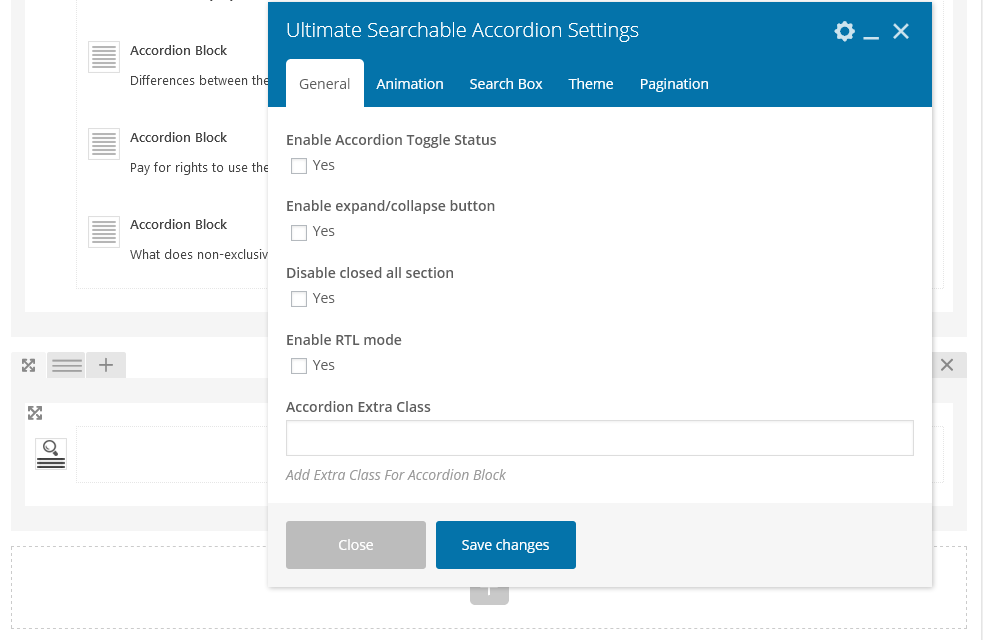 Ultimate Searchable Accordion Settings
General Animation Search Box Theme Pagination
Accordion Block
Differences between the
Accordion Block
Pay for rights to use the
Accordion Block
What does non-exclusiv
Enable Accordion Toggle Status
Yes
Enable expand/collapse button
Yes
Disable closed all section
Yes
Enable RTL mode
Yes
Accordion Extra Class
Add Extra Class For Accordion Block
Close Save changes